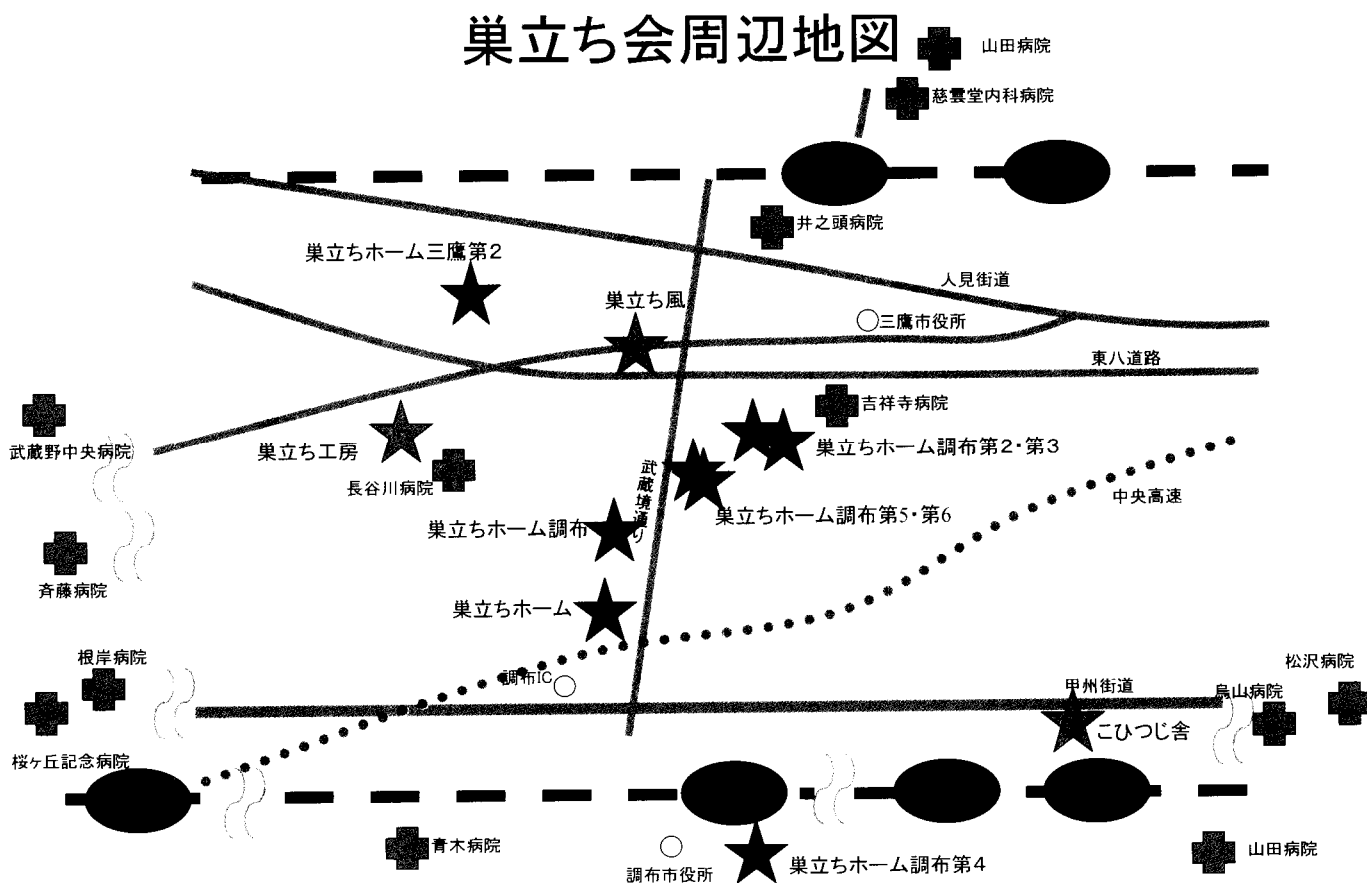 巣立ち会周辺地図
山田病院
慈雲堂内科病院
井之頭病院
巣立ちホーム三鷹第2
人見街道
巣立ち風
三鷹市役所
東八道路
吉祥寺病院
武蔵野中央病院
巣立ち工房
巣立ちホーム調布第2・第3
長谷川病院
武蔵境通り
中央高速
巣立ちホーム調布第5・第6
巣立ちホーム調布
斉藤病院
巣立ちホーム
根岸病院
松沢病院
調布IC
甲州街道
烏山病院
こひつじ舎
桜ヶ丘記念病院
青木病院
山田病院
巣立ちホーム調布第4
調布市役所